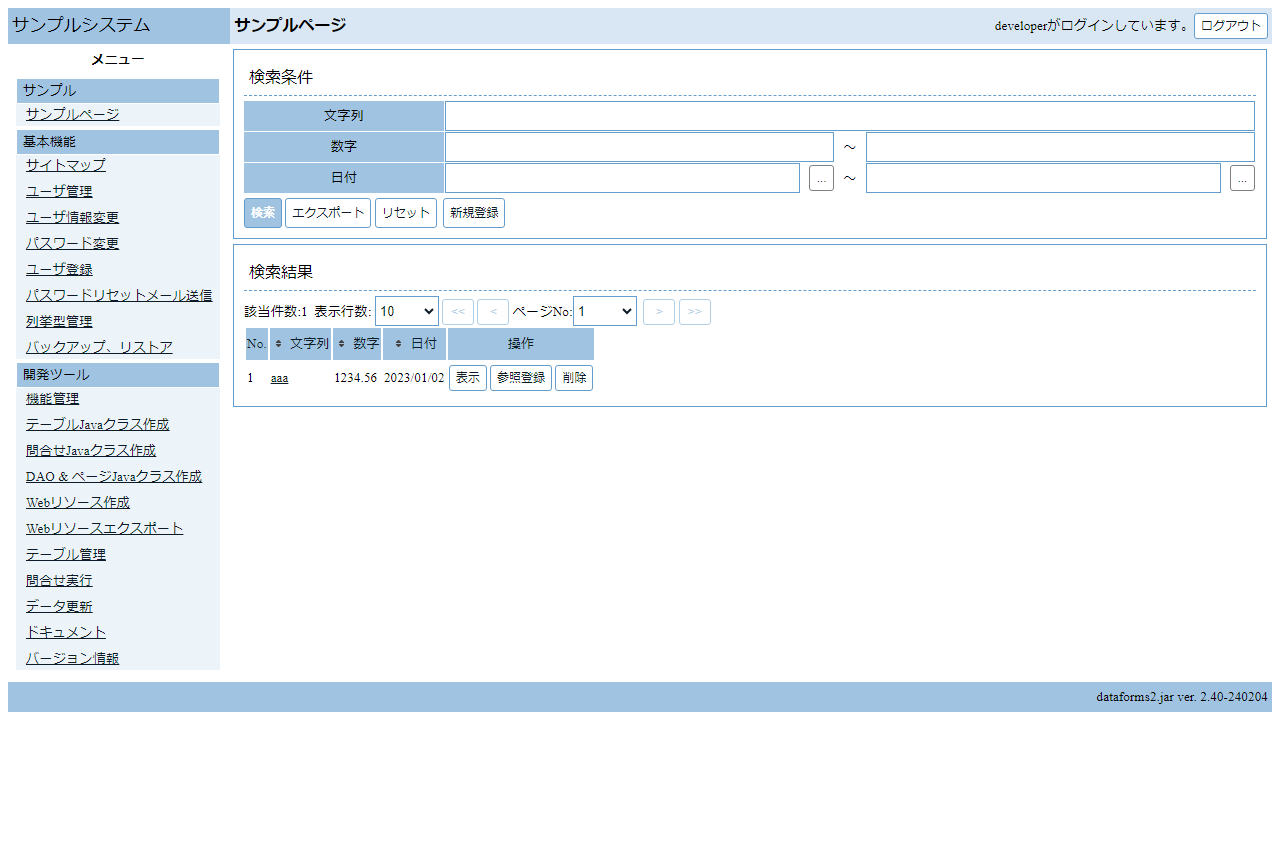 サンプルシステム
サンプルページ
developerがログインしています。 ログアウト
メニュー
サンプル
サンプルページ
基本機能
サイトマップ
ユーザ管理
ユーザ情報変更
パスワード変更
ユーザ登録
パスワードリセットメール送信
列挙型管理
バックアップ、リストア
開発ツール
機能管理
テーブルJavaクラス作成
問合せJavaクラス作成
DAO & ページJavaクラス作成
Webリソース作成
Webリソースエクスポート
テーブル管理
問合せ実行
データ更新
ドキュメント
バージョン情報
検索条件
文字列
数字 ～
日付 ... ～ ...
検索 エクスポート リセット 新規登録
検索結果
該当件数:1 表示行数: 10 << < ページNo: 1 > >>
No. 文字列 数字 日付 操作
1 aaa 1234.56 2023/01/02 表示 参照登録 削除
dataforms2.jar ver. 2.40-240204